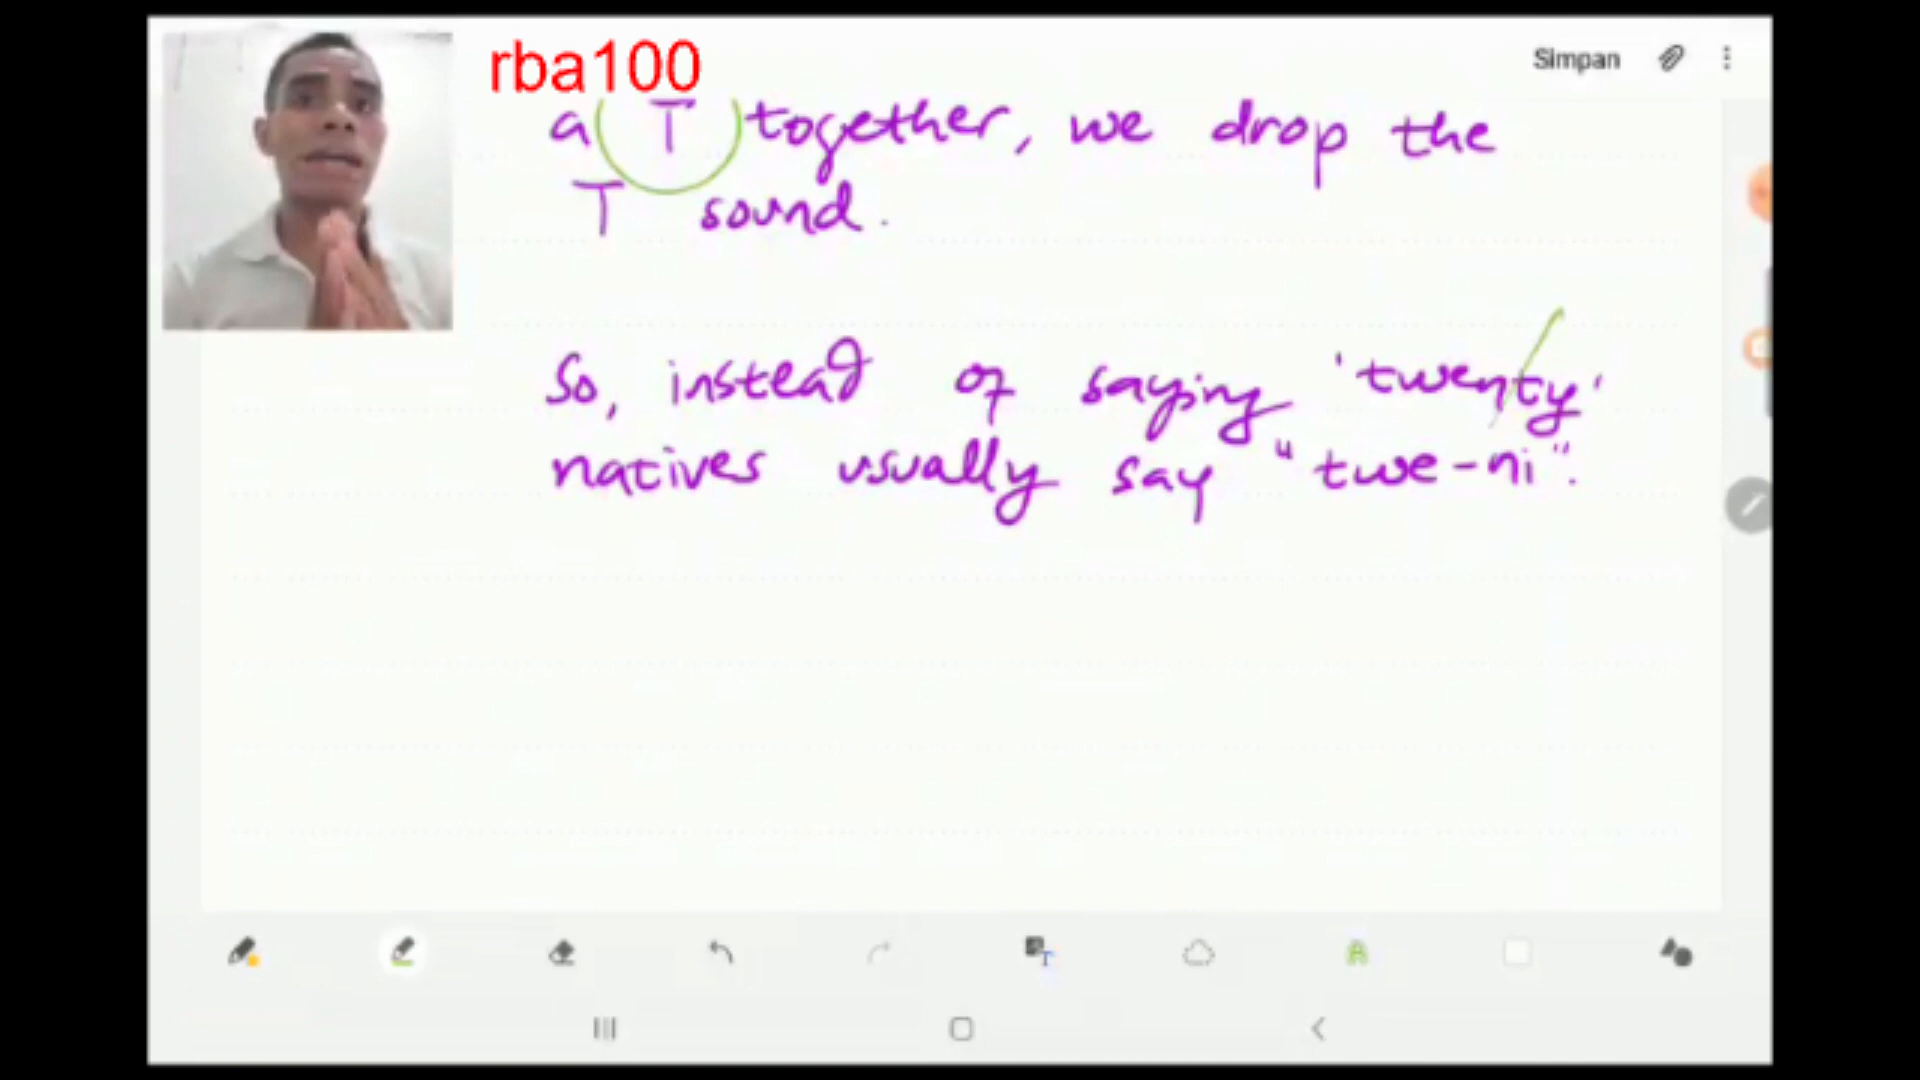 rba100
Simpan
a T together, we drop the
T sound.
So, instead of saying 'twenty'
natives usually say "twe-ni".